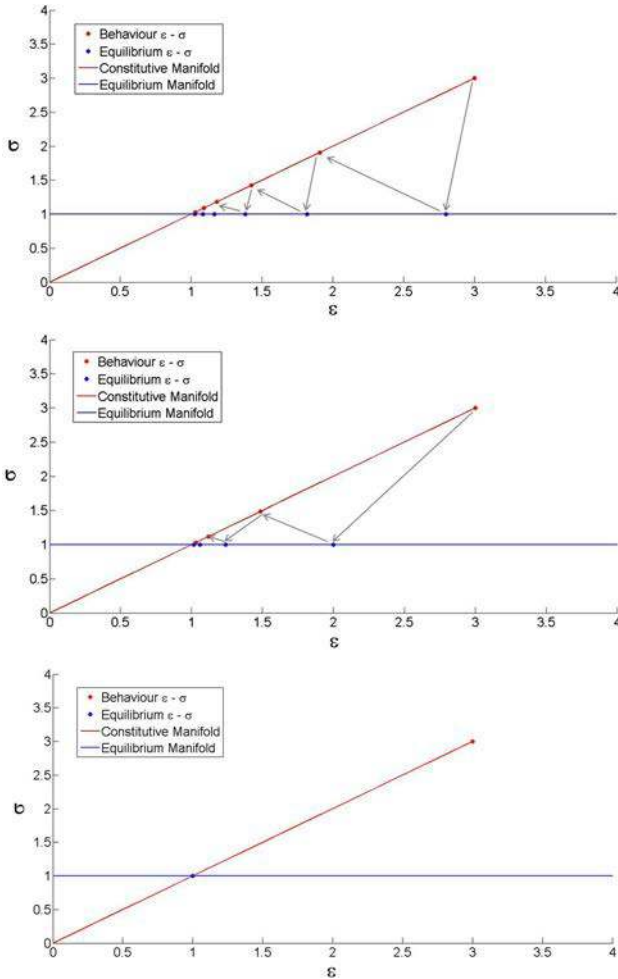 4
3.5
3
2.5
2
1.5
1
0.5
0
σ
Behaviour ε - σ
Equilibrium ε - σ
Constitutive Manifold
Equilibrium Manifold
0 0.5 1 1.5 2 2.5 3 3.5 4
ε
4
3.5
3
2.5
2
1.5
1
0.5
0
σ
Behaviour ε - σ
Equilibrium ε - σ
Constitutive Manifold
Equilibrium Manifold
0 0.5 1 1.5 2 2.5 3 3.5 4
ε
4
3.5
3
2.5
2
1.5
1
0.5
0
σ
Behaviour ε - σ
Equilibrium ε - σ
Constitutive Manifold
Equilibrium Manifold
0 0.5 1 1.5 2 2.5 3 3.5 4
ε